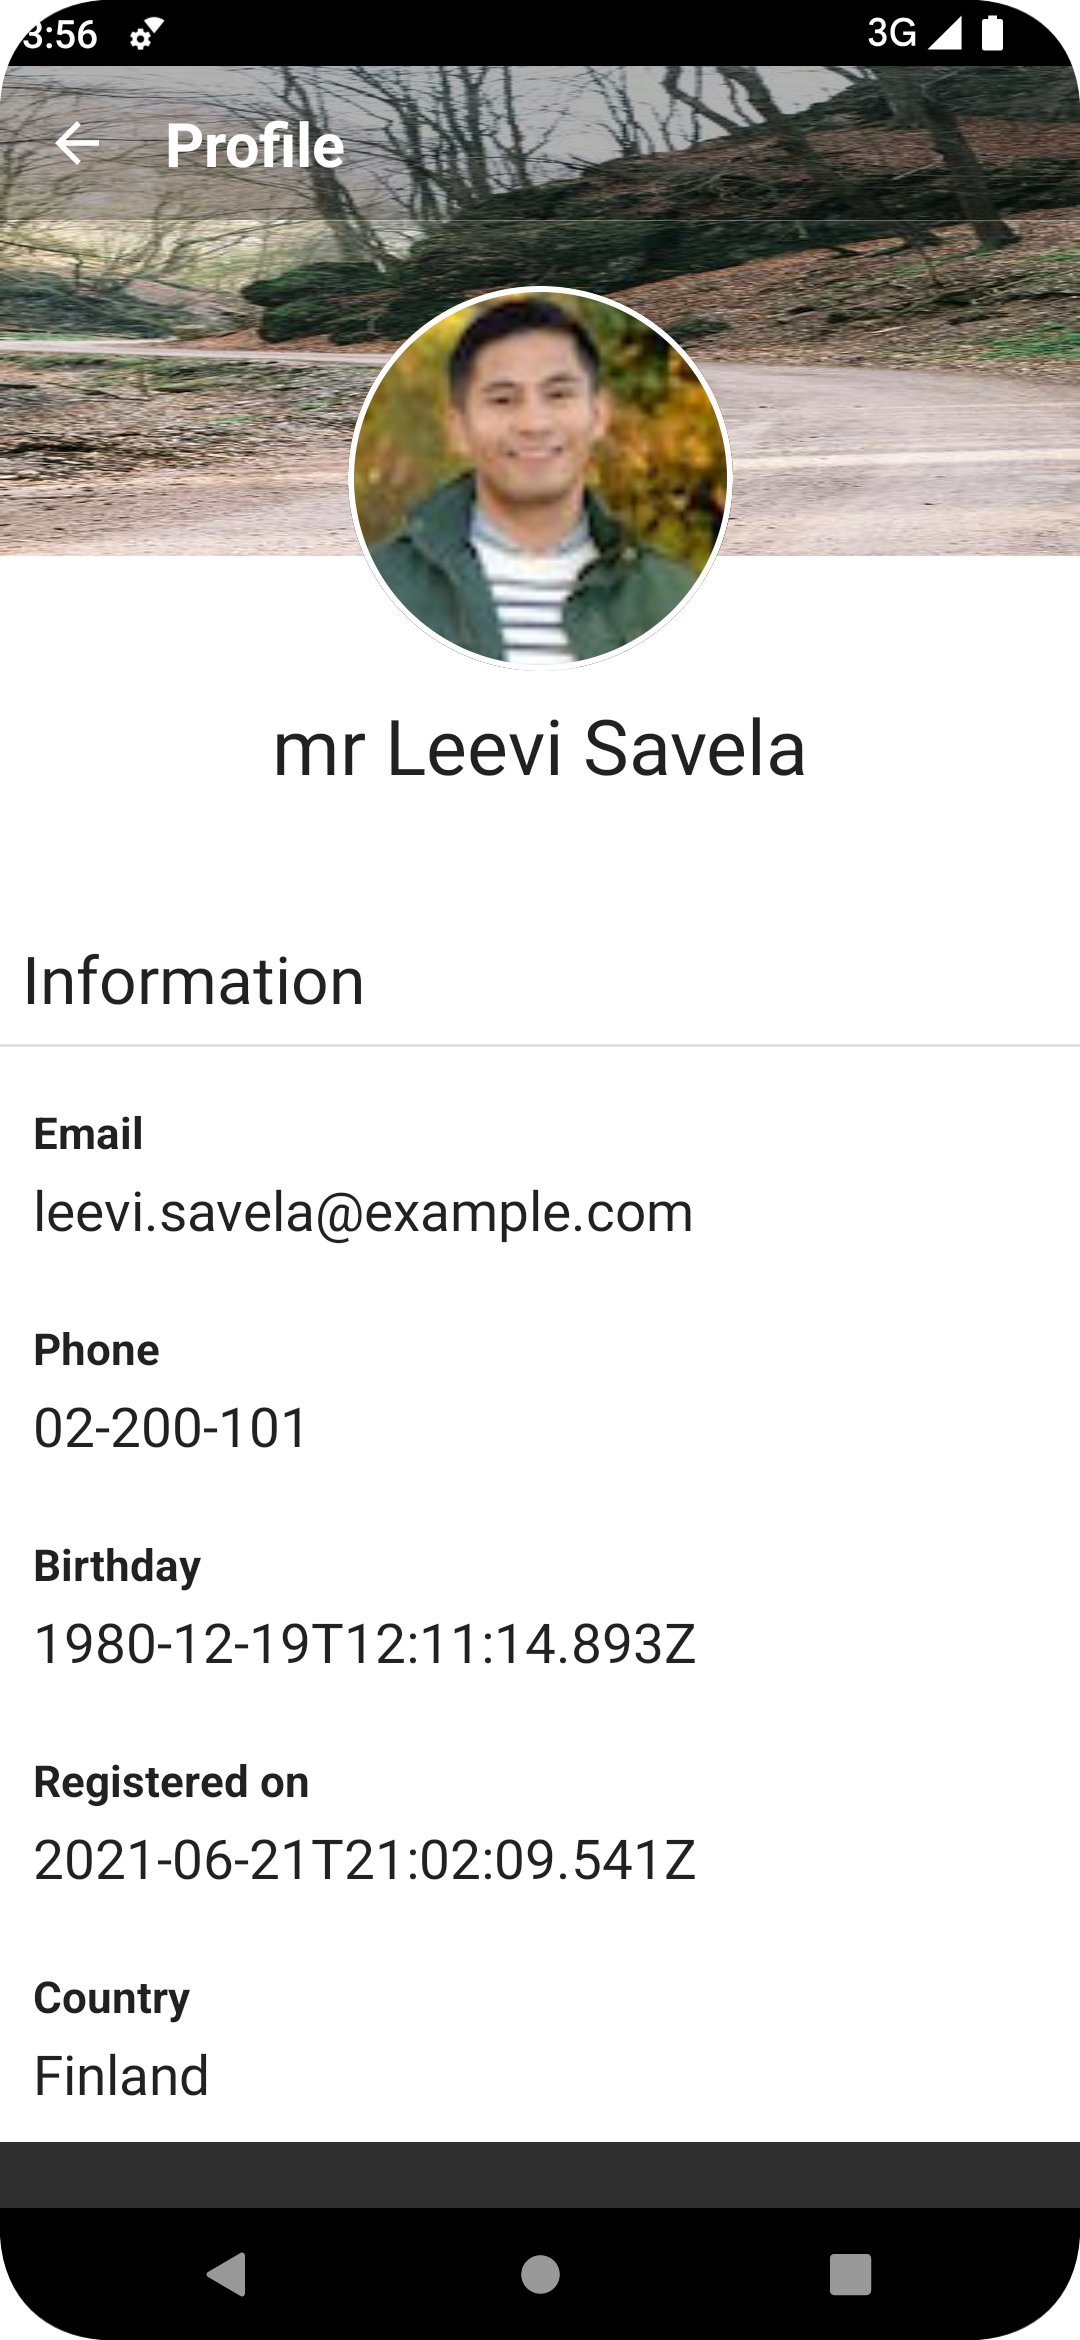 3:56 3G
Profile
mr Leevi Savela
Information
Email
leevi.savela@example.com
Phone
02-200-101
Birthday
1980-12-19T12:11:14.893Z
Registered on
2021-06-21T21:02:09.541Z
Country
Finland